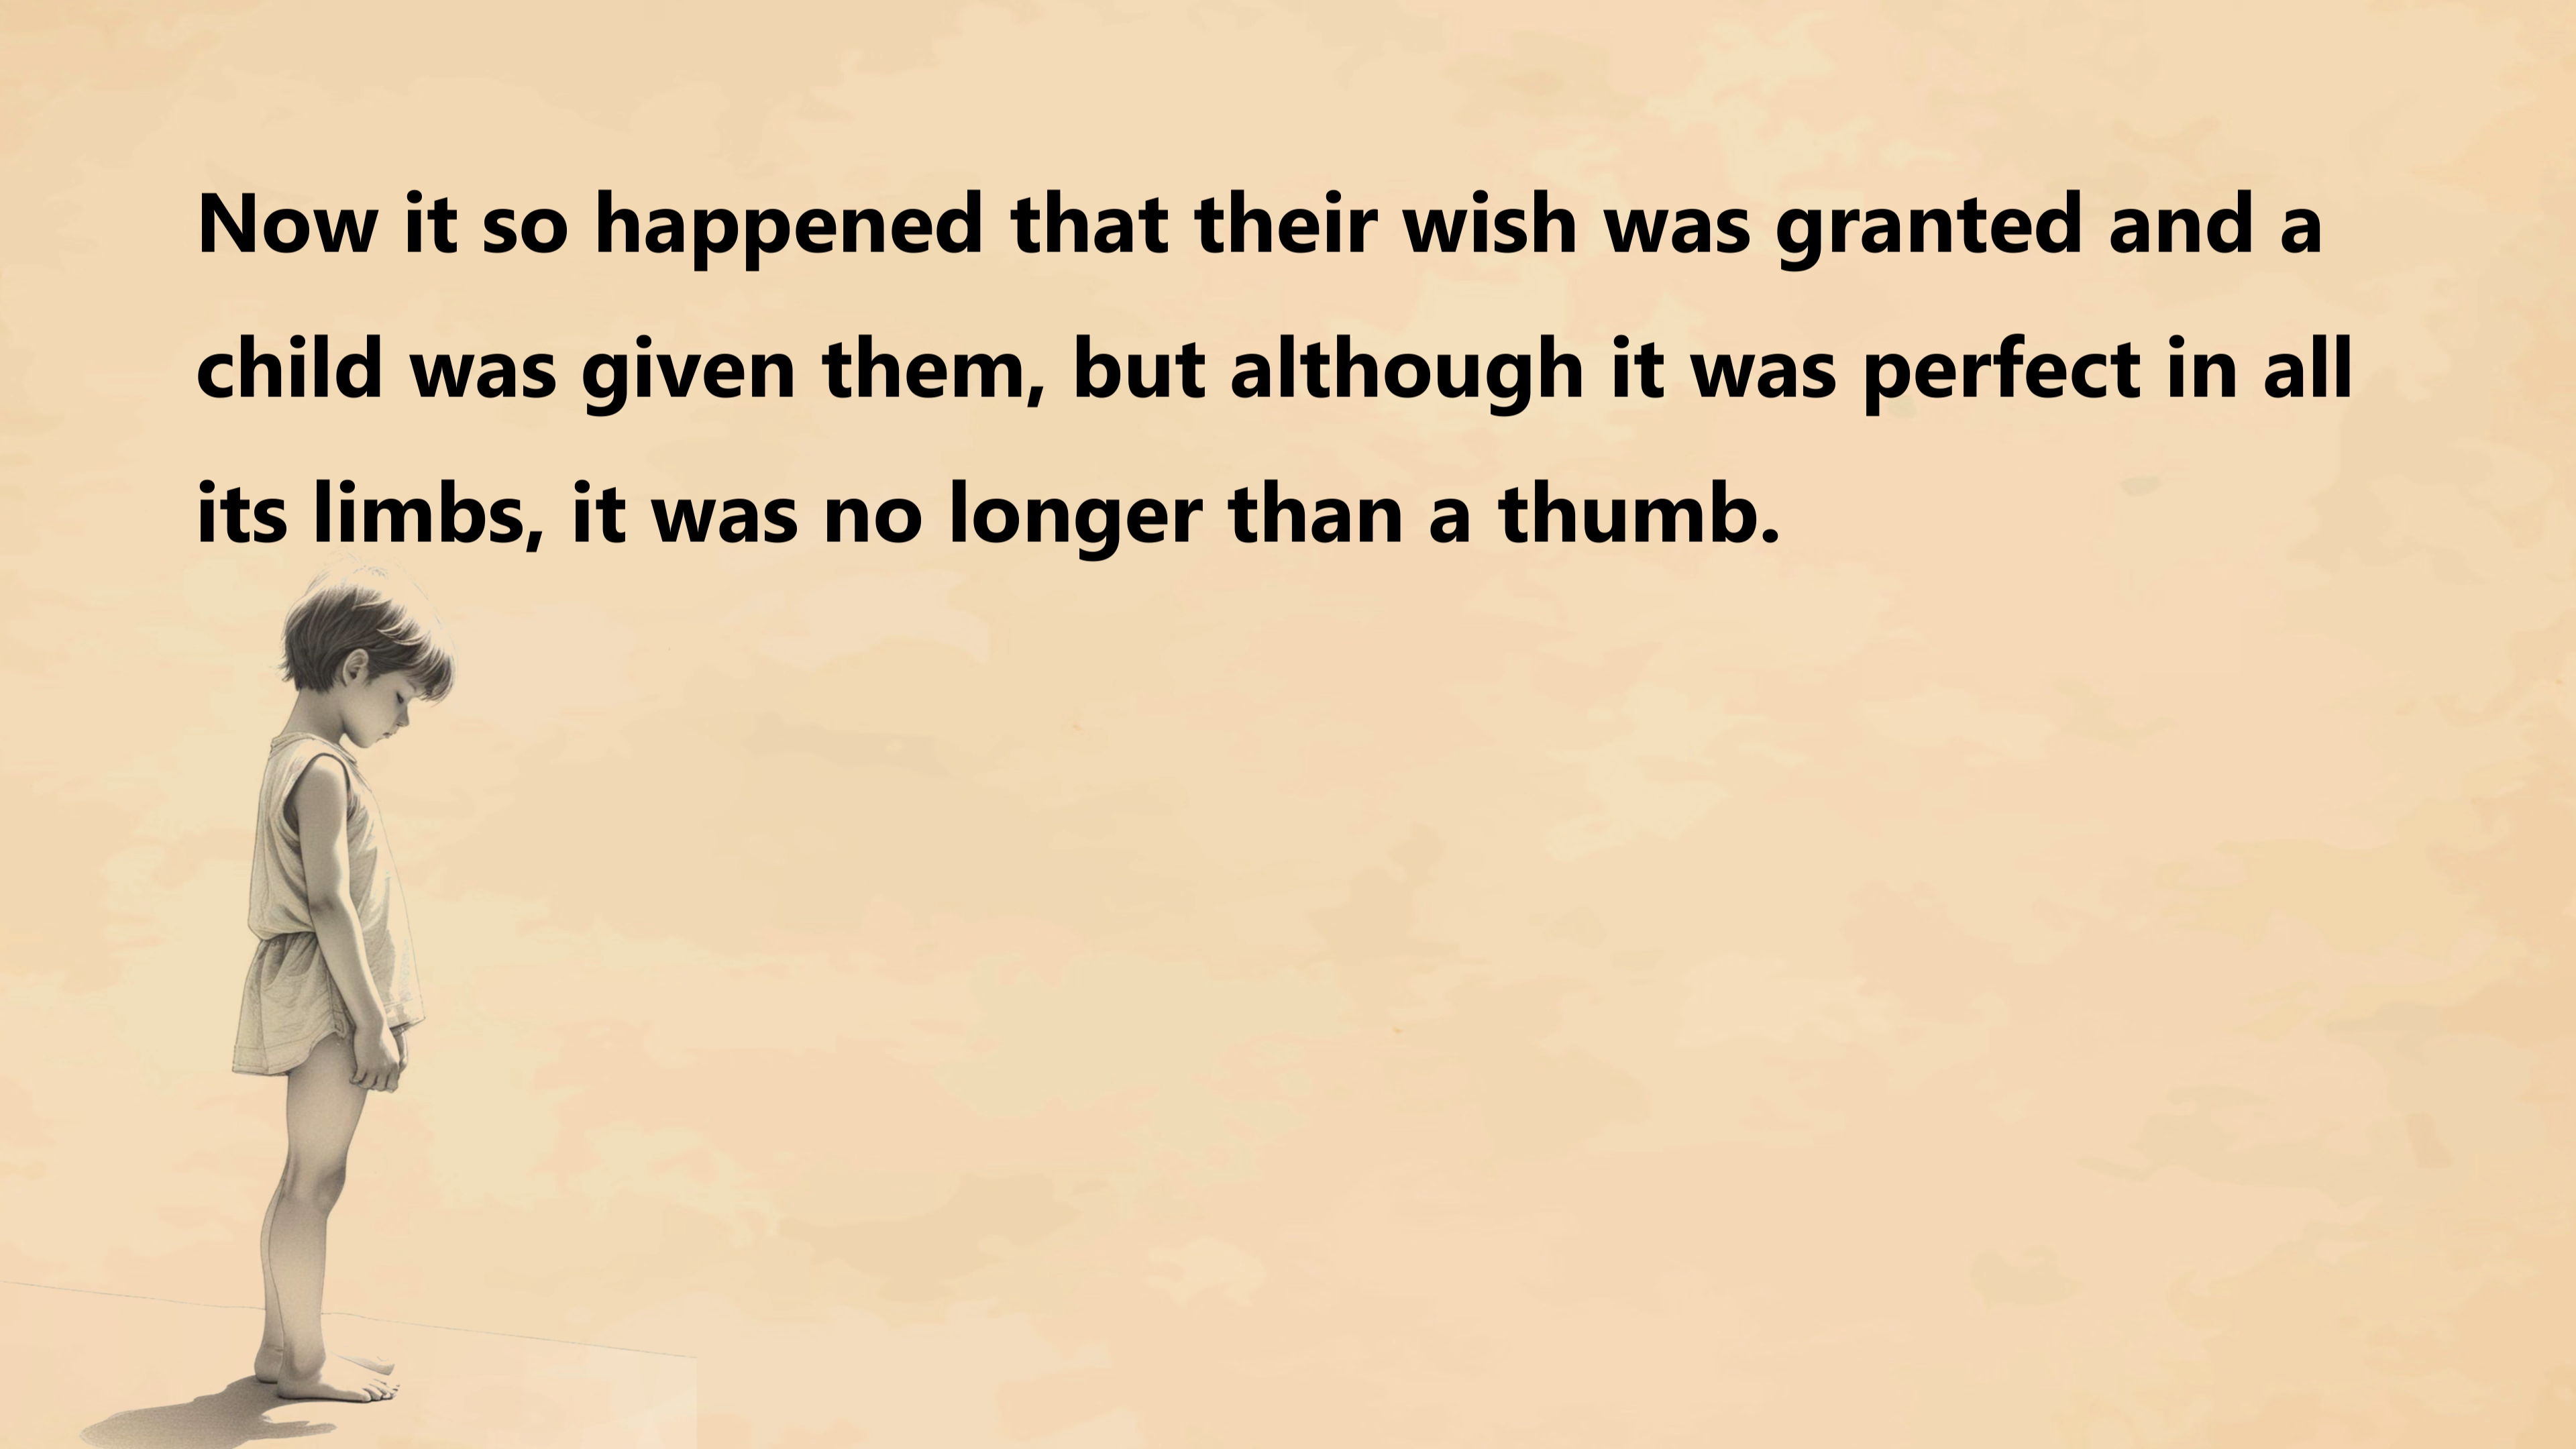 Now it so happened that their wish was granted and a
child was given them, but although it was perfect in all
its limbs, it was no longer than a thumb.